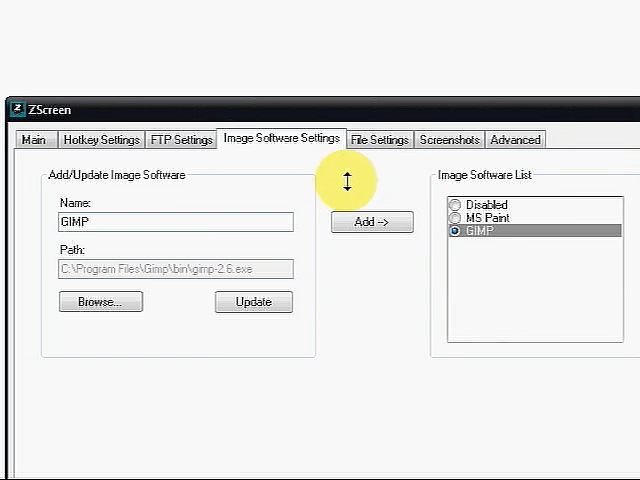 ZScreen
Main Hotkey Settings FTP Settings Image Software Settings File Settings Screenshots Advanced
Add/Update Image Software
Name:
GIMP
Path:
C:\Program Files\Gimp\bin\gimp-2.6.exe
Browse... Update
Add ->
Image Software List
Disabled
MS Paint
GIMP